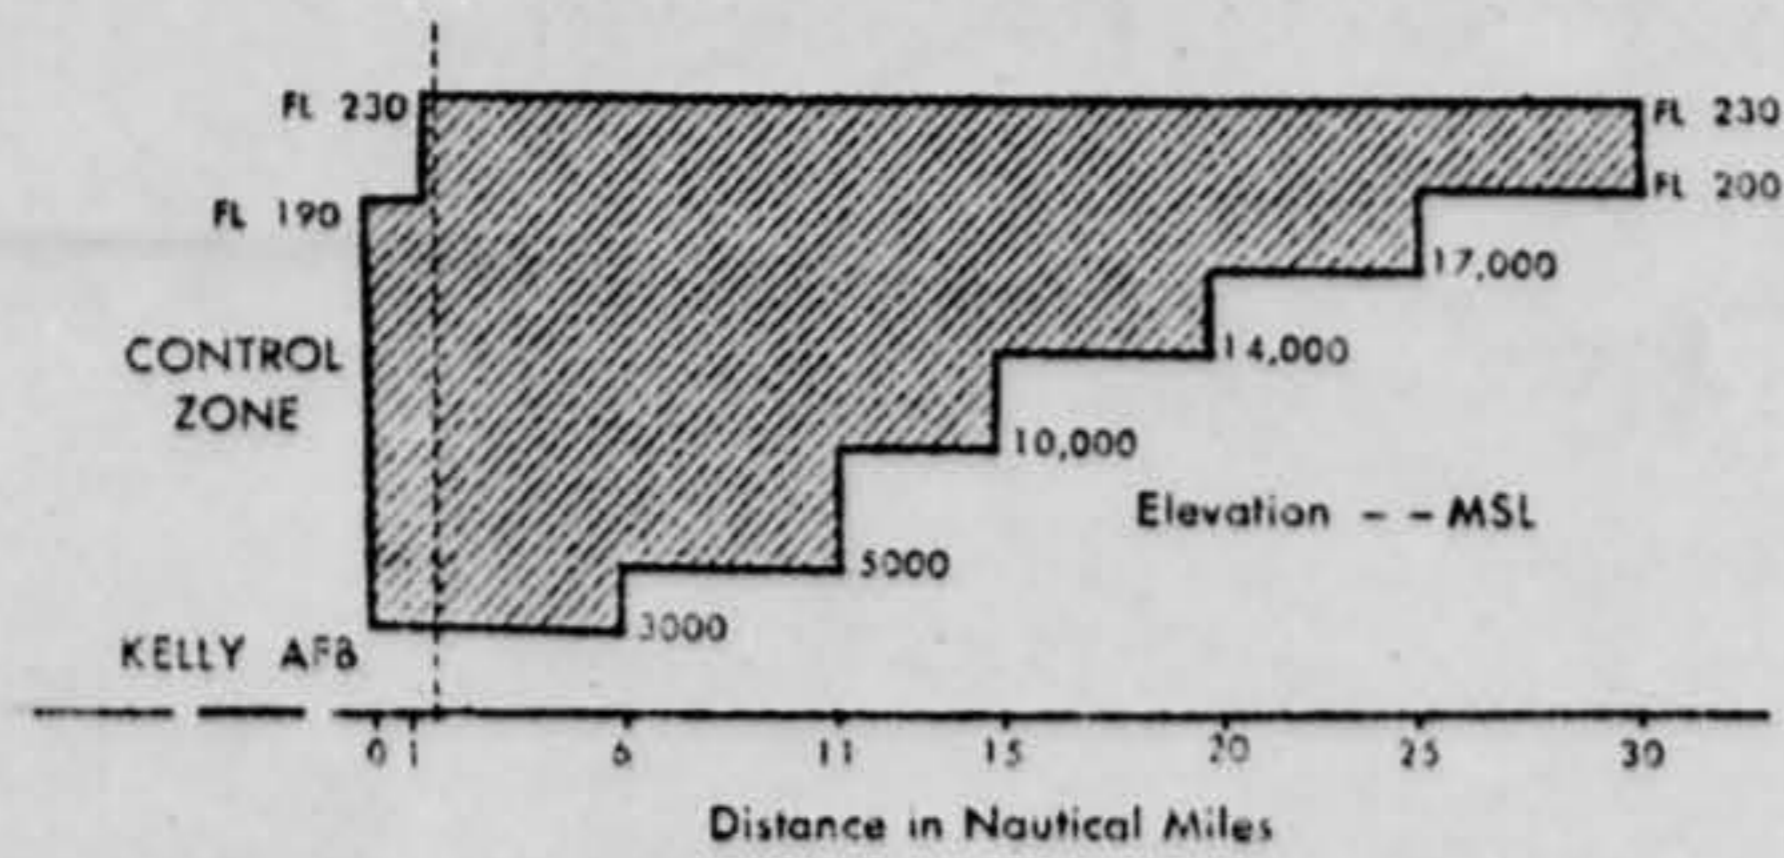 FL 230
FL 230
FL 200
FL 190
17,000
CONTROL
ZONE
14,000
10,000
Elevation - - MSL
5000
3000
KELLY AFB
0 1 6 11 15 20 25 30
Distance in Nautical Miles